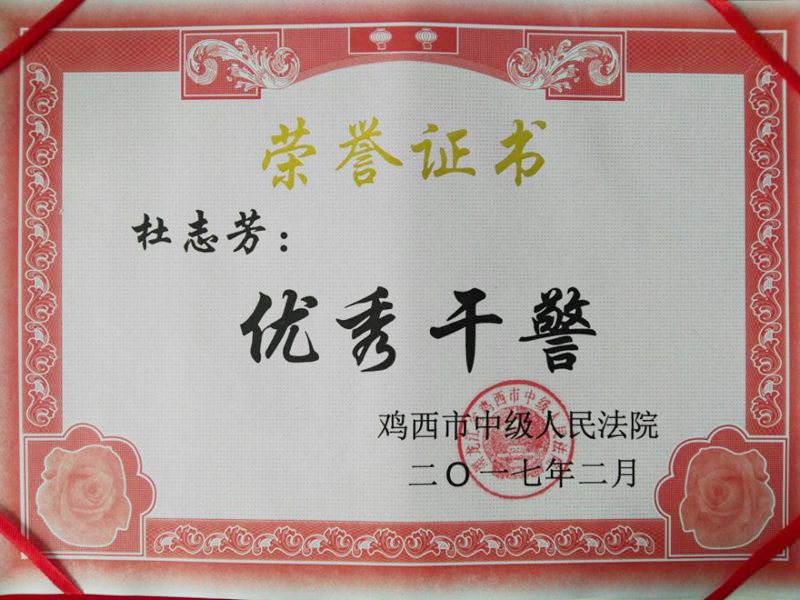 荣誉证书
杜志芳：
优秀干警
鸡西市中级人民法院
二〇一七年二月